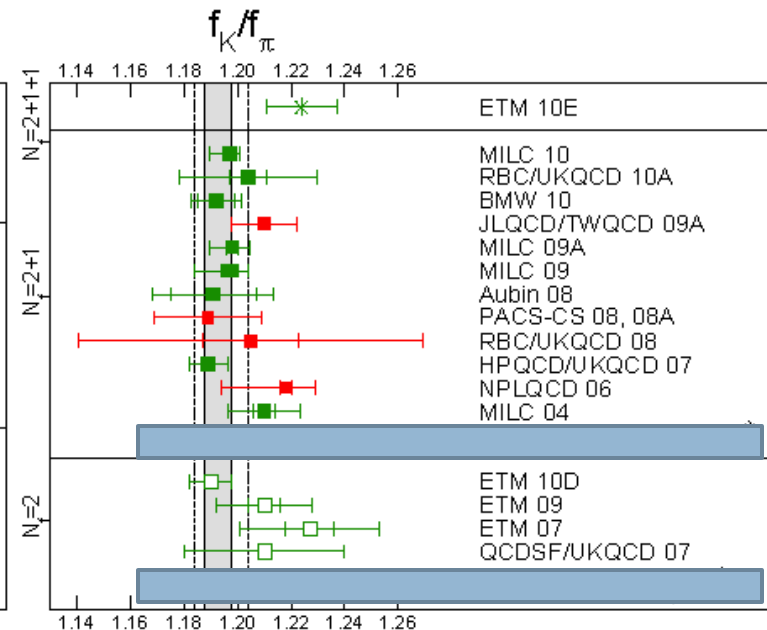 f_K/f_π
1.14 1.16 1.18 1.20 1.22 1.24 1.26
N_f=2+1+1
ETM 10E
N_f=2+1
MILC 10
RBC/UKQCD 10A
BMW 10
JLQCD/TWQCD 09A
MILC 09A
MILC 09
Aubin 08
PACS-CS 08, 08A
RBC/UKQCD 08
HPQCD/UKQCD 07
NPLQCD 06
MILC 04
N_f=2
ETM 10D
ETM 09
ETM 07
QCDSF/UKQCD 07
1.14 1.16 1.18 1.20 1.22 1.24 1.26